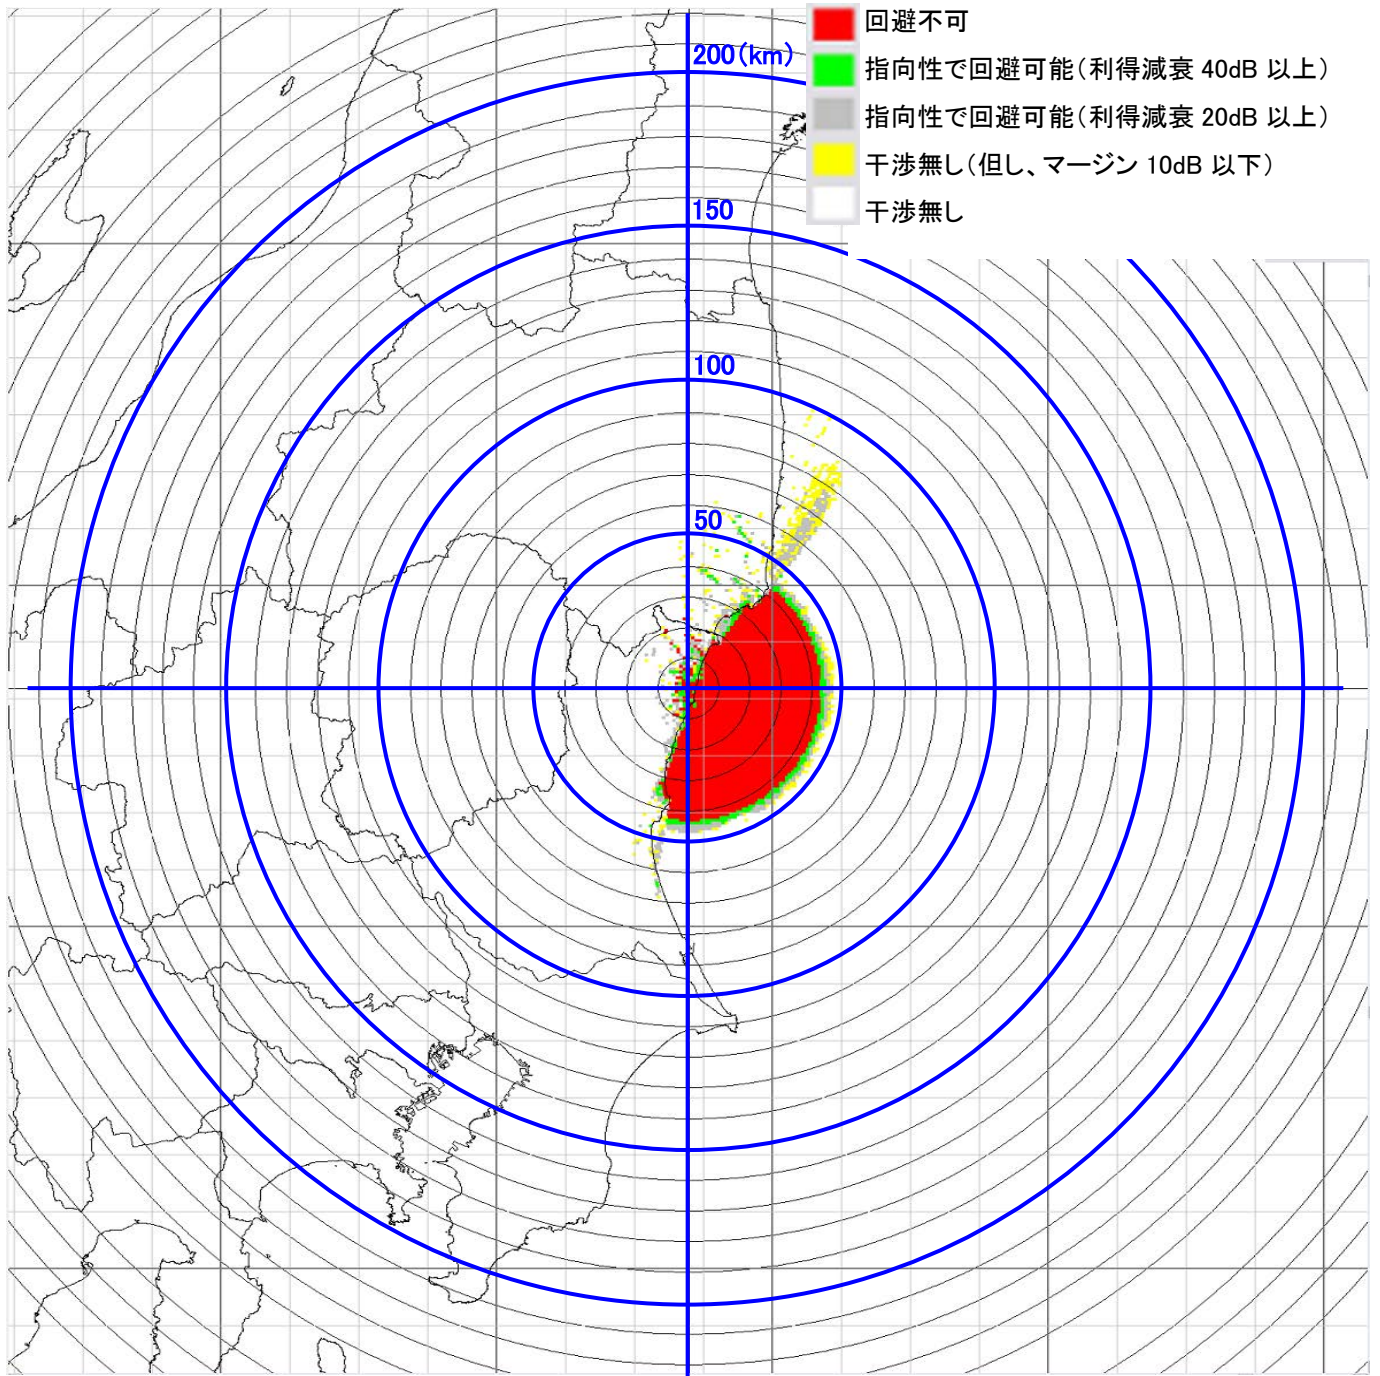 回避不可
200(km)
指向性で回避可能(利得減衰 40dB 以上)
指向性で回避可能(利得減衰 20dB 以上)
干渉無し(但し、マージン 10dB 以下)
干渉無し
150
100
50